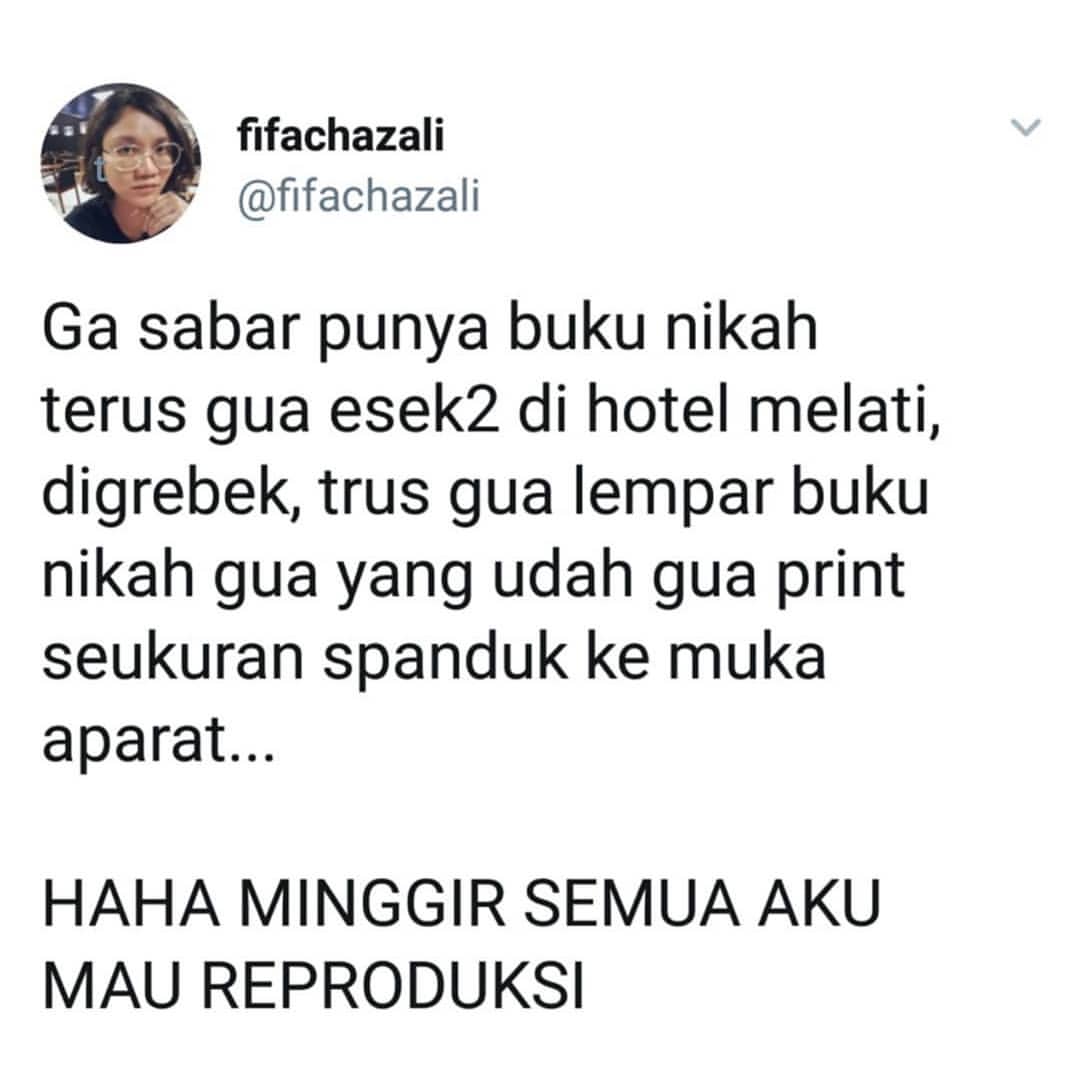 fifachazali
@fifachazali
Ga sabar punya buku nikah
terus gua esek2 di hotel melati,
digrebek, trus gua lempar buku
nikah gua yang udah gua print
seukuran spanduk ke muka
aparat...
HAHA MINGGIR SEMUA AKU
MAU REPRODUKSI